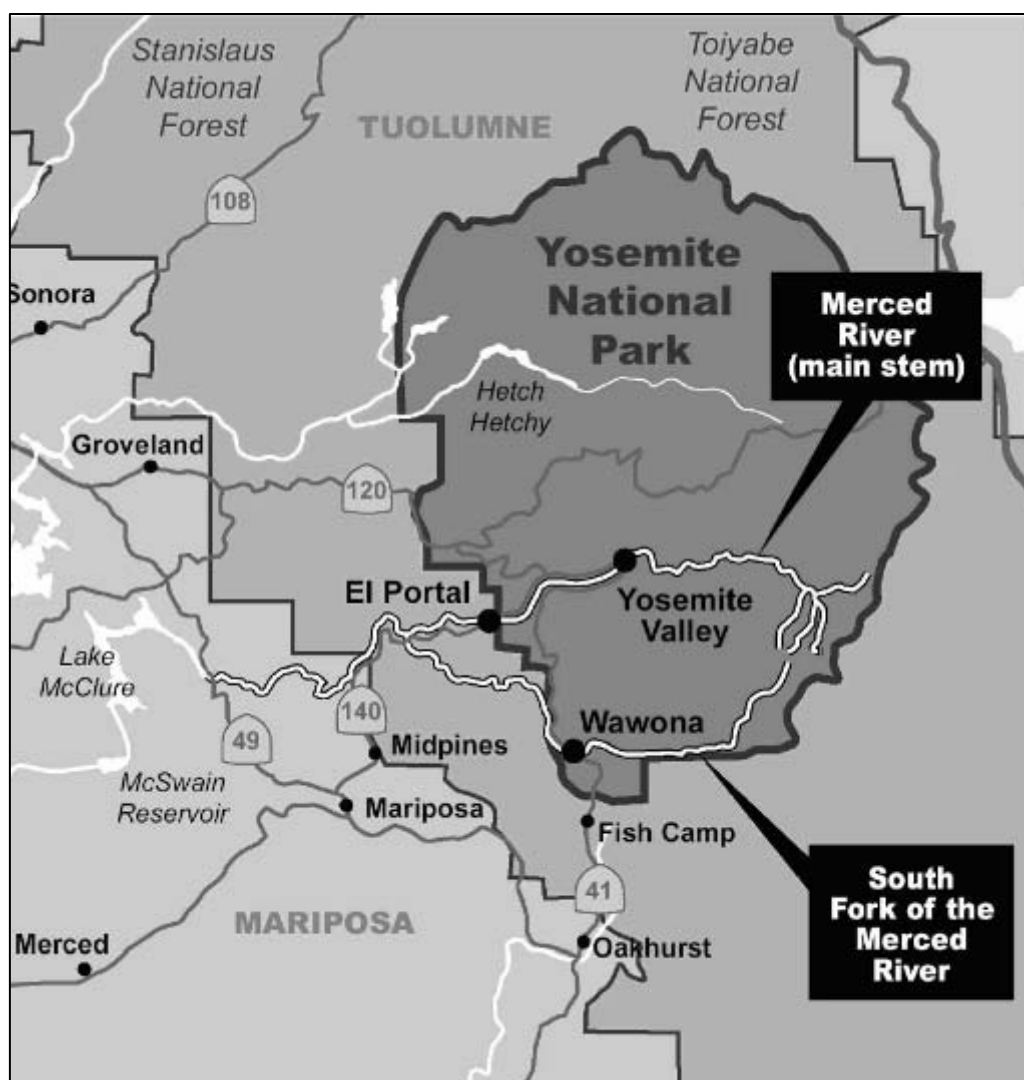 Stanislaus
National
Forest
Toiyabe
National
Forest
TUOLUMNE
108
Yosemite
National
Park
Sonora
Merced
River
(main stem)
Hetch
Hetchy
Groveland
120
El Portal
Yosemite
Valley
Lake
McClure
140
Wawona
49
Midpines
McSwain
Reservoir
Mariposa
Fish Camp
41
South
Fork of the
Merced
River
MARIPOSA
Merced
Oakhurst